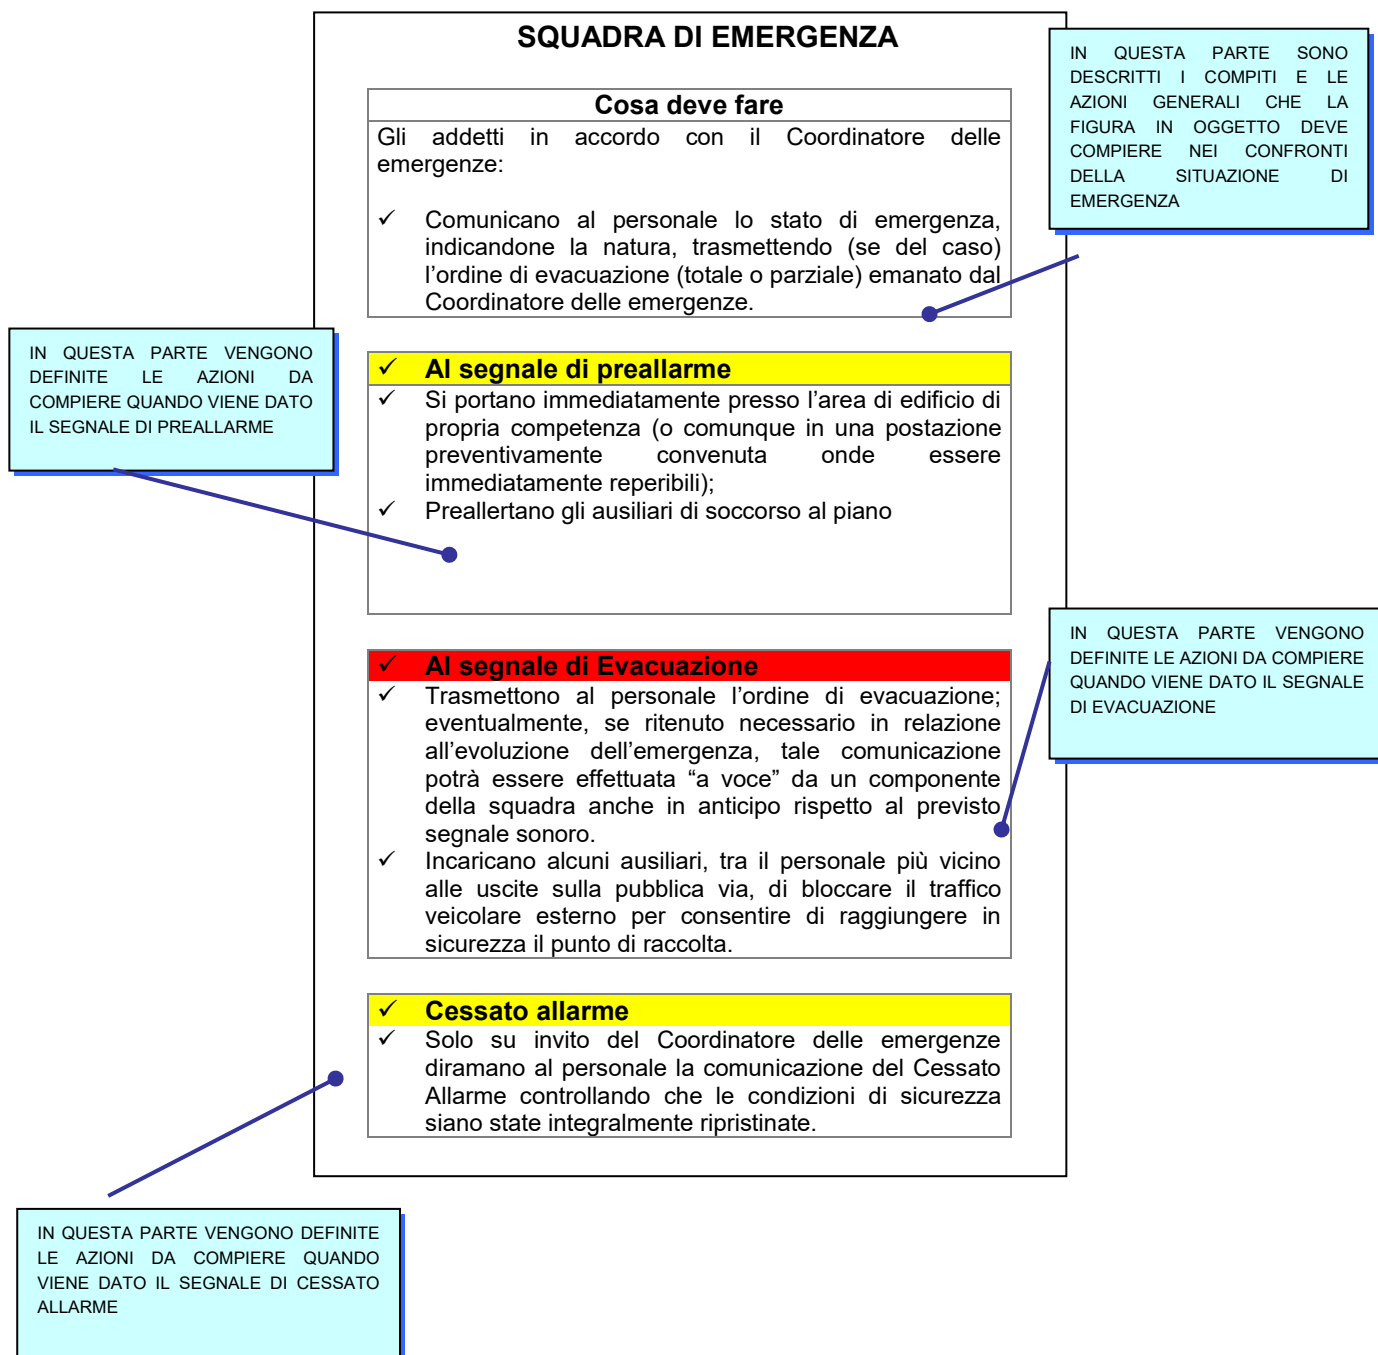 SQUADRA DI EMERGENZA
IN QUESTA PARTE SONO
DESCRITTI I COMPITI E LE
AZIONI GENERALI CHE LA
FIGURA IN OGGETTO DEVE
COMPIERE NEI CONFRONTI
DELLA SITUAZIONE DI
EMERGENZA
Cosa deve fare
Gli addetti in accordo con il Coordinatore delle
emergenze:
✓ Comunicano al personale lo stato di emergenza,
indicandone la natura, trasmettendo (se del caso)
l’ordine di evacuazione (totale o parziale) emanato dal
Coordinatore delle emergenze.
IN QUESTA PARTE VENGONO
DEFINITE LE AZIONI DA
COMPIERE QUANDO VIENE DATO
IL SEGNALE DI PREALLARME
✓ Al segnale di preallarme
✓ Si portano immediatamente presso l’area di edificio di
propria competenza (o comunque in una postazione
preventivamente convenuta onde essere
immediatamente reperibili);
✓ Preallertano gli ausiliari di soccorso al piano
IN QUESTA PARTE VENGONO
DEFINITE LE AZIONI DA COMPIERE
QUANDO VIENE DATO IL SEGNALE
DI EVACUAZIONE
✓ Al segnale di Evacuazione
✓ Trasmettono al personale l’ordine di evacuazione;
eventualmente, se ritenuto necessario in relazione
all’evoluzione dell’emergenza, tale comunicazione
potrà essere effettuata “a voce” da un componente
della squadra anche in anticipo rispetto al previsto
segnale sonoro.
✓ Incaricano alcuni ausiliari, tra il personale più vicino
alle uscite sulla pubblica via, di bloccare il traffico
veicolare esterno per consentire di raggiungere in
sicurezza il punto di raccolta.
✓ Cessato allarme
✓ Solo su invito del Coordinatore delle emergenze
diramano al personale la comunicazione del Cessato
Allarme controllando che le condizioni di sicurezza
siano state integralmente ripristinate.
IN QUESTA PARTE VENGONO DEFINITE
LE AZIONI DA COMPIERE QUANDO
VIENE DATO IL SEGNALE DI CESSATO
ALLARME